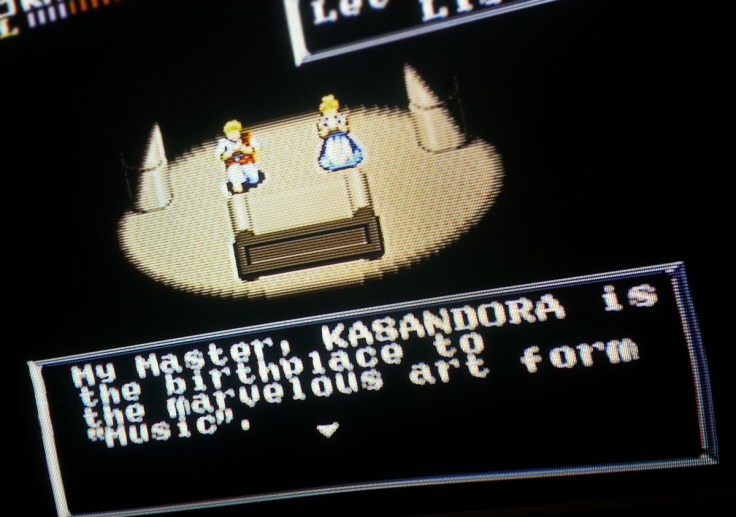 My Master, KASANDORA is
the birthplace to
the marvelous art form
"Music".